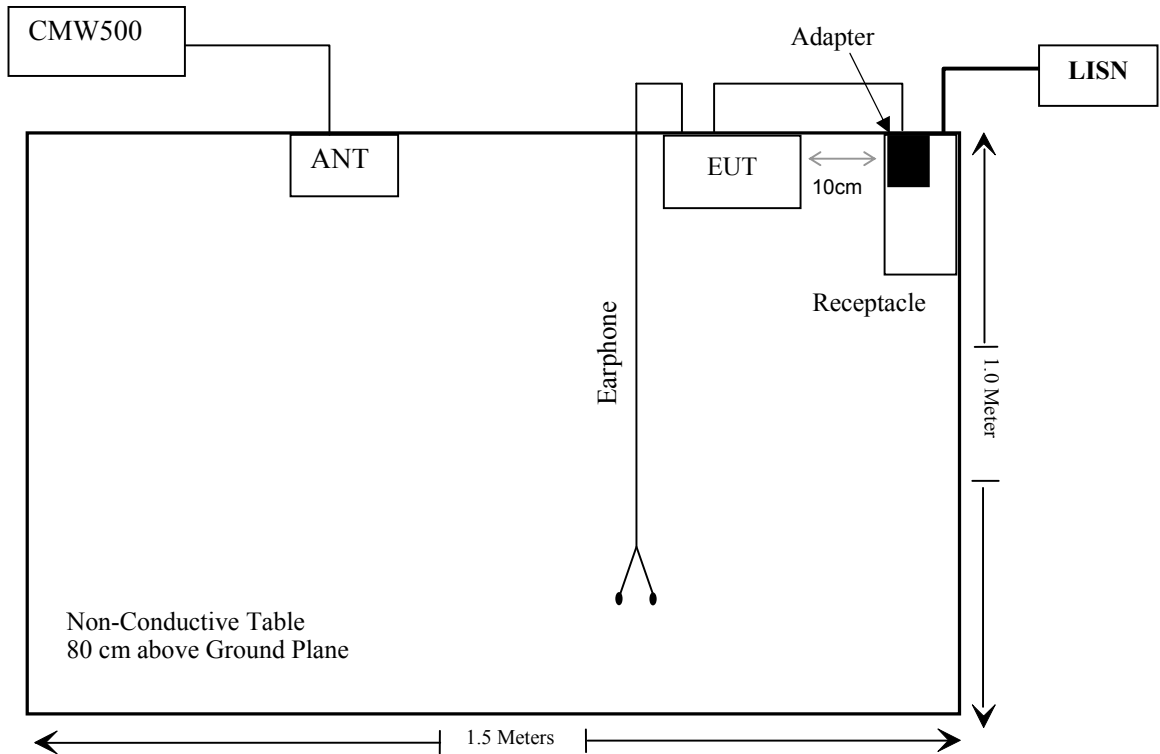 CMW500
Adapter
LISN
ANT
EUT
10cm
Receptacle
Earphone
1.0 Meter
Non-Conductive Table
80 cm above Ground Plane
1.5 Meters